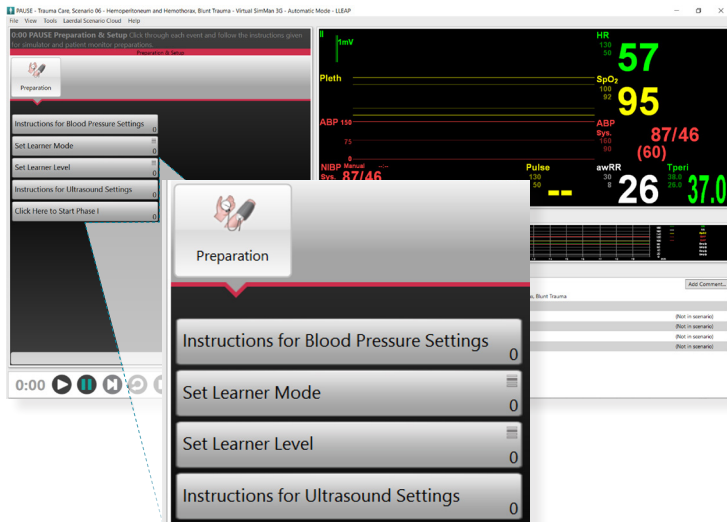 PAUSE - Trauma Care, Scenario 06 - Hemoperitoneum and Hemothorax, Blunt Trauma - Virtual SimMan 3G - Automatic Mode - LLEAP
File View Tools Laerdal Scenario Cloud Help
0:00 PAUSE Preparation & Setup Click through each event and follow the instructions given
for simulator and patient monitor preparations.
Preparation & Setup
Preparation
Instructions for Blood Pressure Settings
0
Set Learner Mode
0
Set Learner Level
0
Instructions for Ultrasound Settings
0
Click Here to Start Phase I
0
0:00
II
1mV
Pleth
ABP 150
75
0
NIBP Manual --:--
Sys. 87/46
HR
130
50
57
SpO₂
100
92
95
ABP
Sys.
160
90
87/46
(60)
Pulse
130
50
--
awRR
30
8
26
Tperi
38.0
26.0
37.0
Add Comment...
Blunt Trauma
(Not in scenario)
(Not in scenario)
(Not in scenario)
(Not in scenario)
Preparation
Instructions for Blood Pressure Settings
0
Set Learner Mode
0
Set Learner Level
0
Instructions for Ultrasound Settings
0